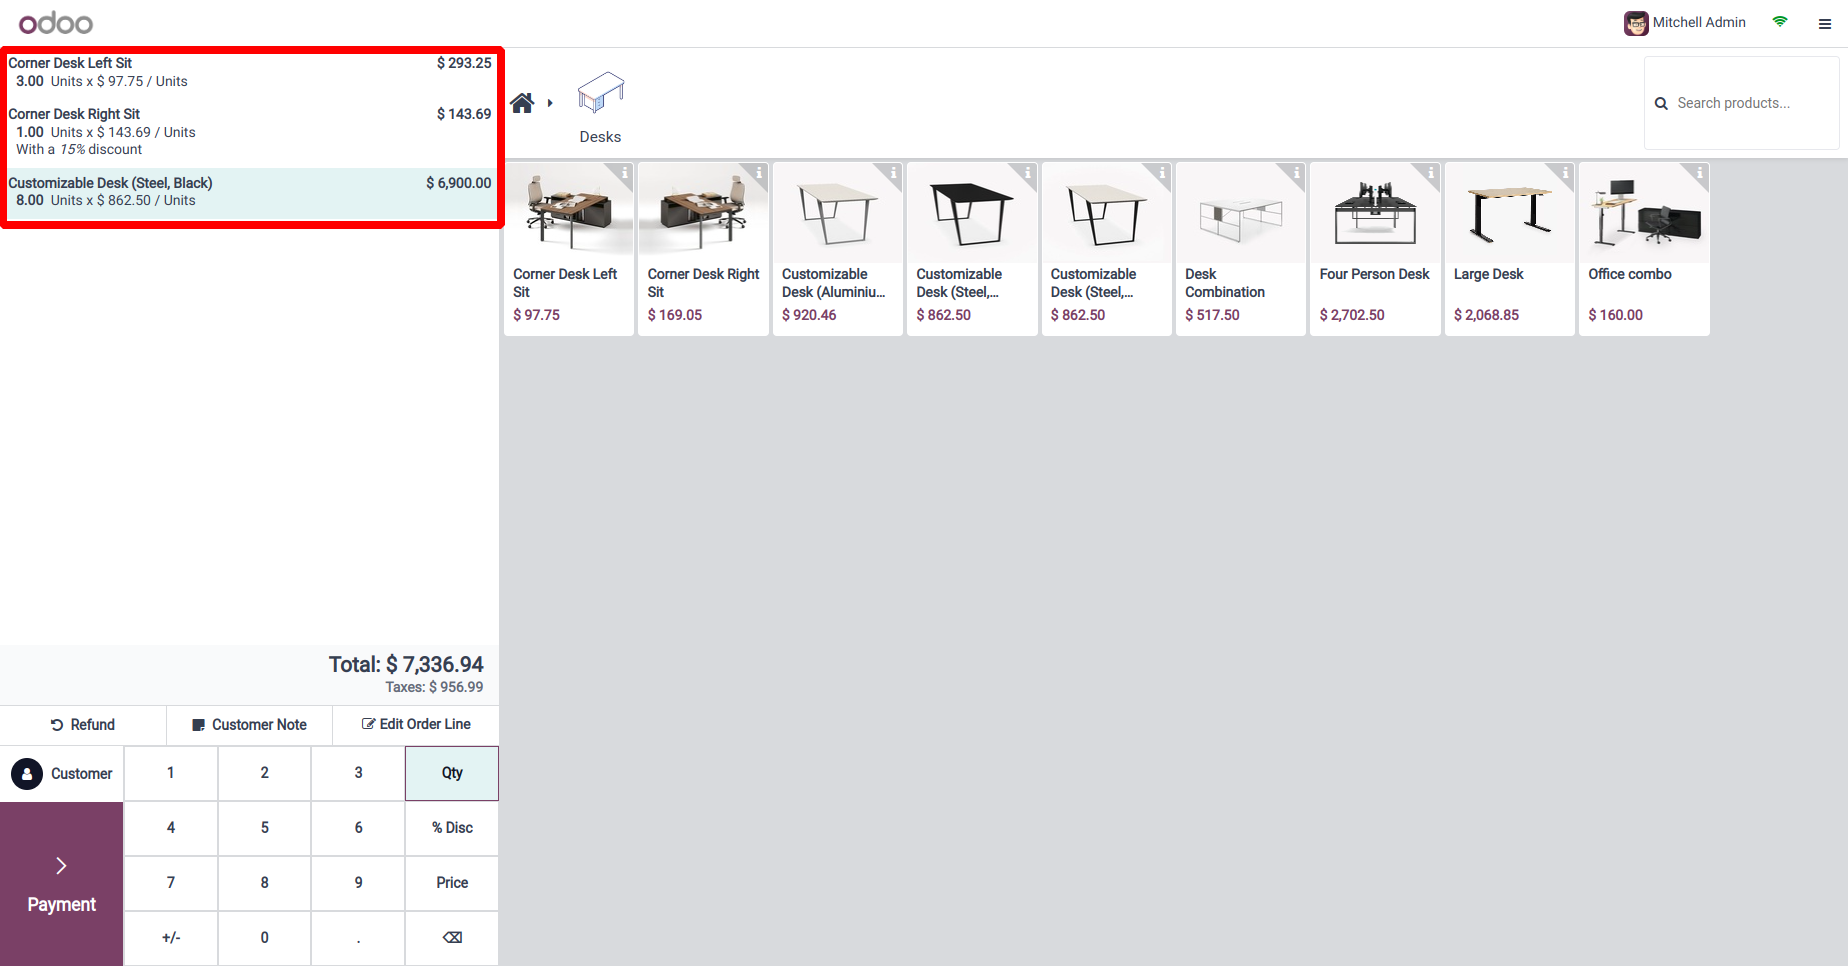 odoo
Mitchell Admin
Corner Desk Left Sit $ 293.25
3.00 Units x $ 97.75 / Units
Corner Desk Right Sit $ 143.69
1.00 Units x $ 143.69 / Units
With a 15% discount
Customizable Desk (Steel, Black) $ 6,900.00
8.00 Units x $ 862.50 / Units
Desks
Search products...
Corner Desk Left
Sit
$ 97.75
Corner Desk Right
Sit
$ 169.05
Customizable
Desk (Aluminiu...
$ 920.46
Customizable
Desk (Steel,...
$ 862.50
Customizable
Desk (Steel,...
$ 862.50
Desk
Combination
$ 517.50
Four Person Desk
$ 2,702.50
Large Desk
$ 2,068.85
Office combo
$ 160.00
Total: $ 7,336.94
Taxes: $ 956.99
Refund Customer Note Edit Order Line
Customer
Payment
1 2 3 Qty
4 5 6 % Disc
7 8 9 Price
+/- 0 .